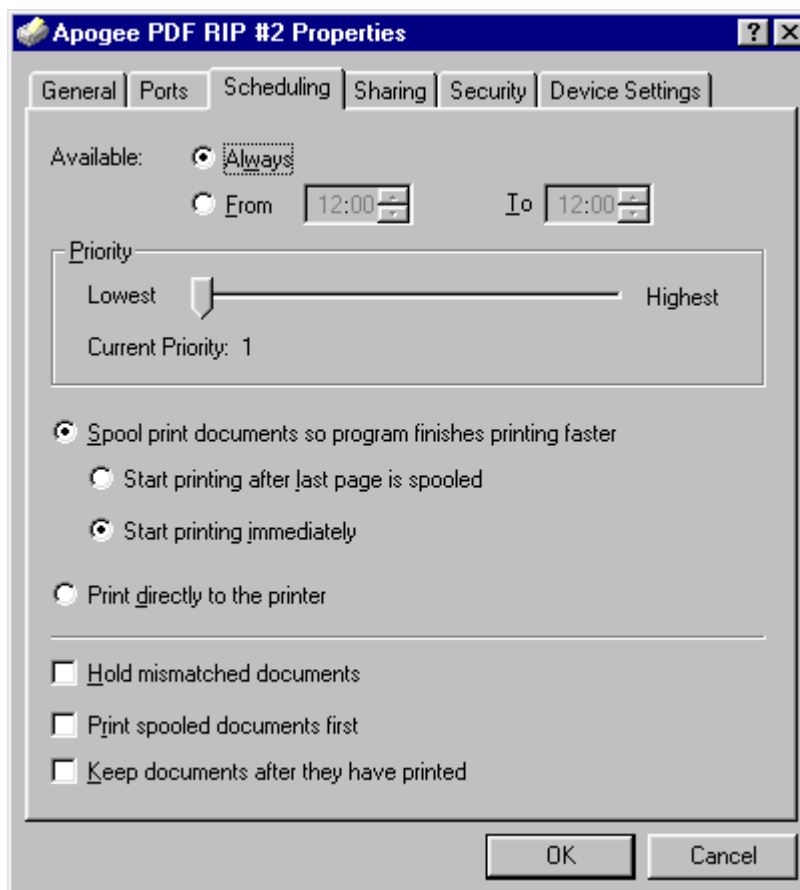 Apogee PDF RIP #2 Properties ? X
General Ports Scheduling Sharing Security Device Settings
Available: Always
From 12:00 To 12:00
Priority
Lowest Highest
Current Priority: 1
Spool print documents so program finishes printing faster
Start printing after last page is spooled
Start printing immediately
Print directly to the printer
Hold mismatched documents
Print spooled documents first
Keep documents after they have printed
OK Cancel